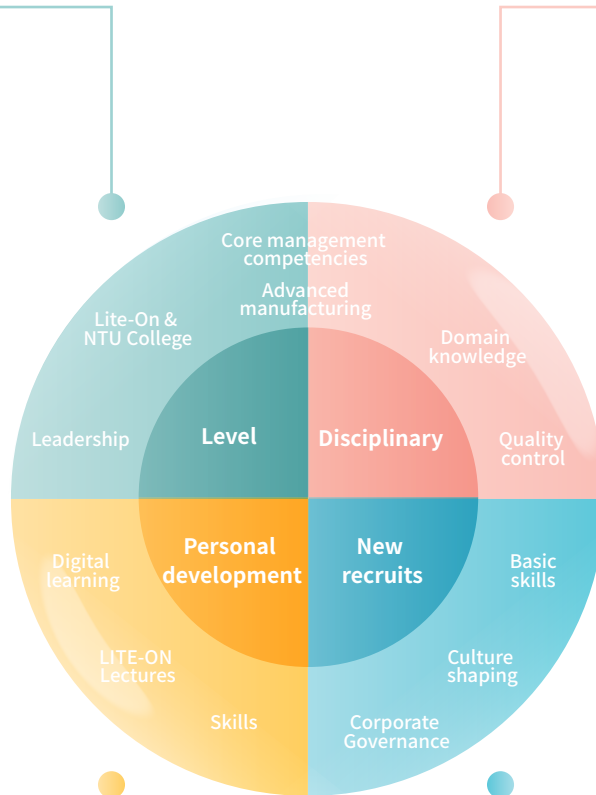 Core management
competencies
Advanced
manufacturing
Lite-On &
NTU College
Domain
knowledge
Leadership
Level
Disciplinary
Quality
control
Personal
development
New
recruits
Digital
learning
Basic
skills
LITE-ON
Lectures
Culture
shaping
Skills
Corporate
Governance